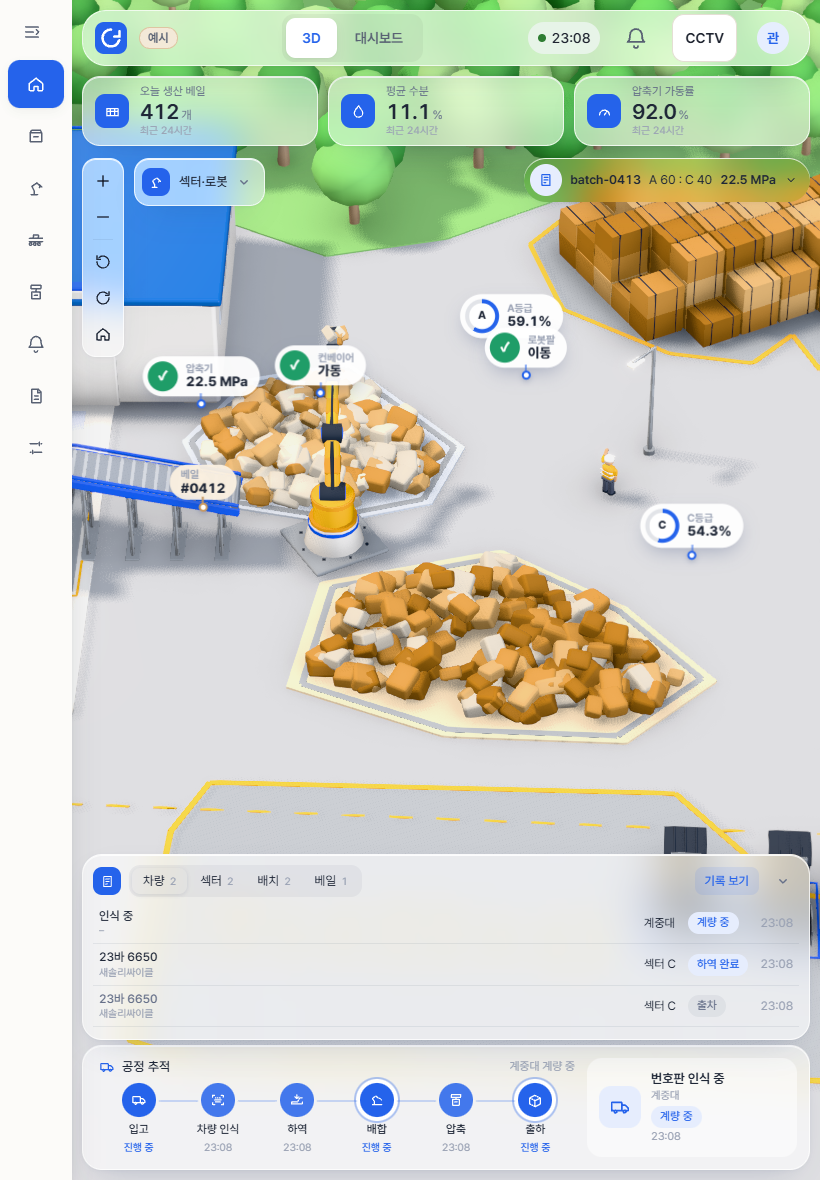 예시
3D
대시보드
23:08
CCTV
관
오늘 생산 베일
412 개
최근 24시간
평균 수분
11.1 %
최근 24시간
압축기 가동률
92.0 %
최근 24시간
섹터·로봇
batch-0413 A 60 : C 40 22.5 MPa
A
A등급
59.1%
로봇팔
이동
컨베이어
가동
압축기
22.5 MPa
베일
#0412
C
C등급
54.3%
차량 2
섹터 2
배치 2
베일 1
기록 보기
인식 중
–
계중대
계량 중
23:08
23바 6650
새솔리싸이클
섹터 C
하역 완료
23:08
23바 6650
새솔리싸이클
섹터 C
출차
23:08
공정 추적
계중대 계량 중
입고
진행 중
차량 인식
23:08
하역
23:08
배합
진행 중
압축
23:08
출하
진행 중
번호판 인식 중
계중대
계량 중
23:08